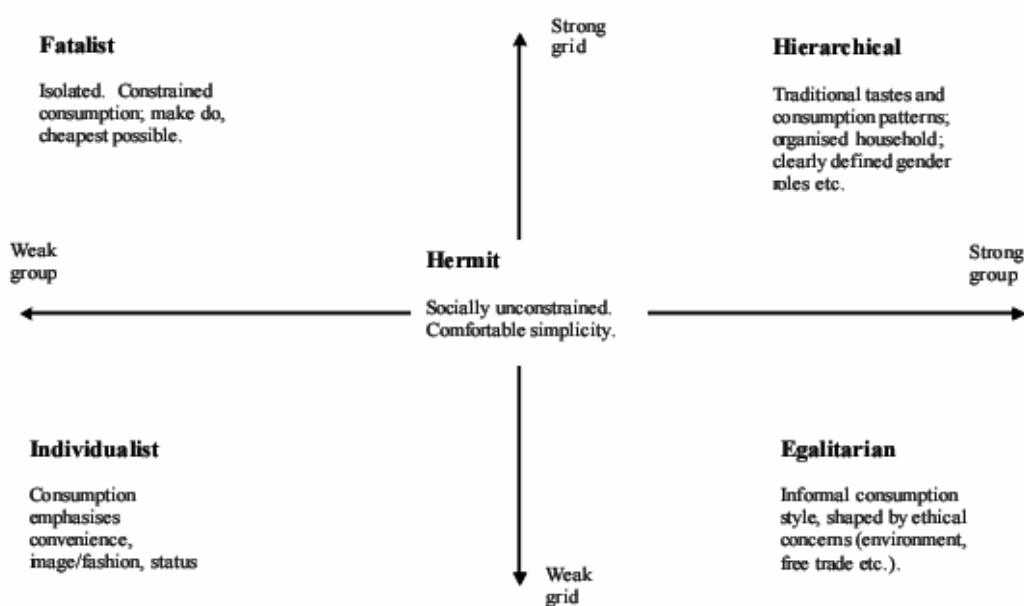 Fatalist
Isolated. Constrained
consumption; make do,
cheapest possible.
Strong
grid
Hierarchical
Traditional tastes and
consumption patterns;
organised household;
clearly defined gender
roles etc.
Weak
group
Hermit
Socially unconstrained.
Comfortable simplicity.
Strong
group
Individualist
Consumption
emphasises
convenience,
image/fashion, status
Egalitarian
Informal consumption
style, shaped by ethical
concerns (environment,
free trade etc.).
Weak
grid